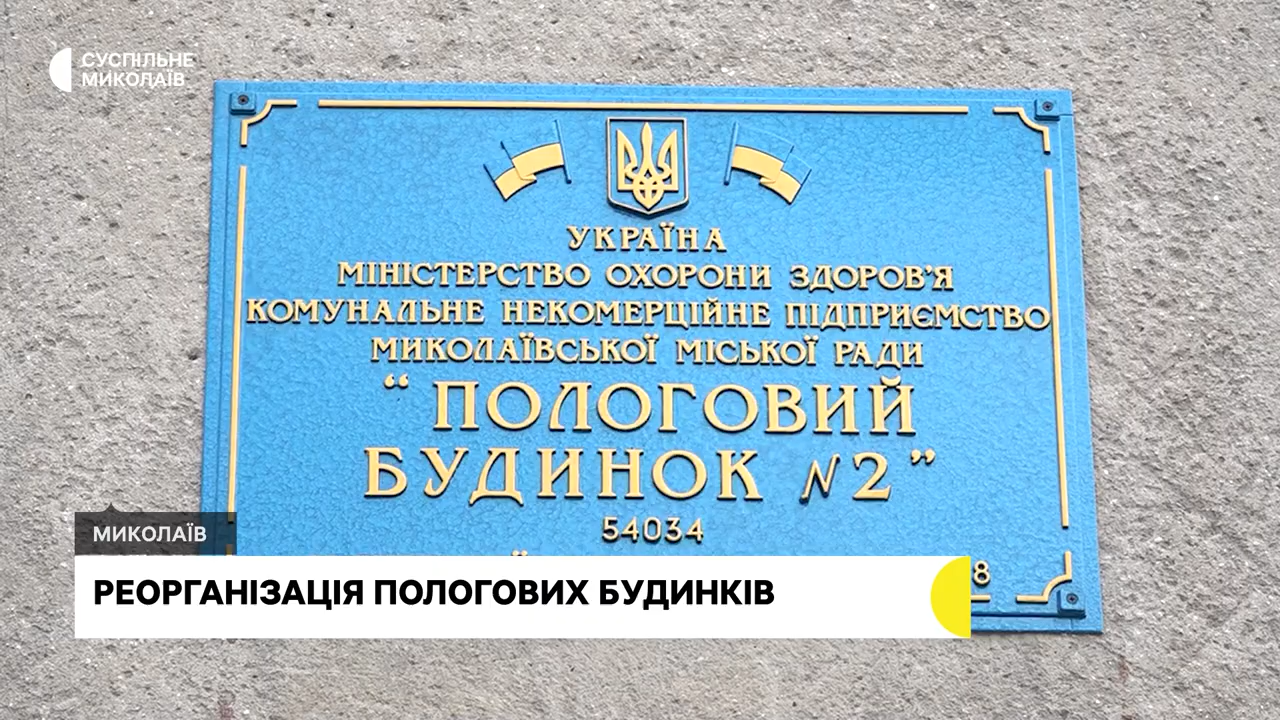 СУСПІЛЬНЕ
МИКОЛАЇВ
УКРАЇНА
МІНІСТЕРСТВО ОХОРОНИ ЗДОРОВ'Я
КОМУНАЛЬНЕ НЕКОМЕРЦІЙНЕ ПІДПРИЄМСТВО
МИКОЛАЇВСЬКОЇ МІСЬКОЇ РАДИ
“ПОЛОГОВИЙ
БУДИНОК №2”
54034
8
МИКОЛАЇВ
РЕОРГАНІЗАЦІЯ ПОЛОГОВИХ БУДИНКІВ